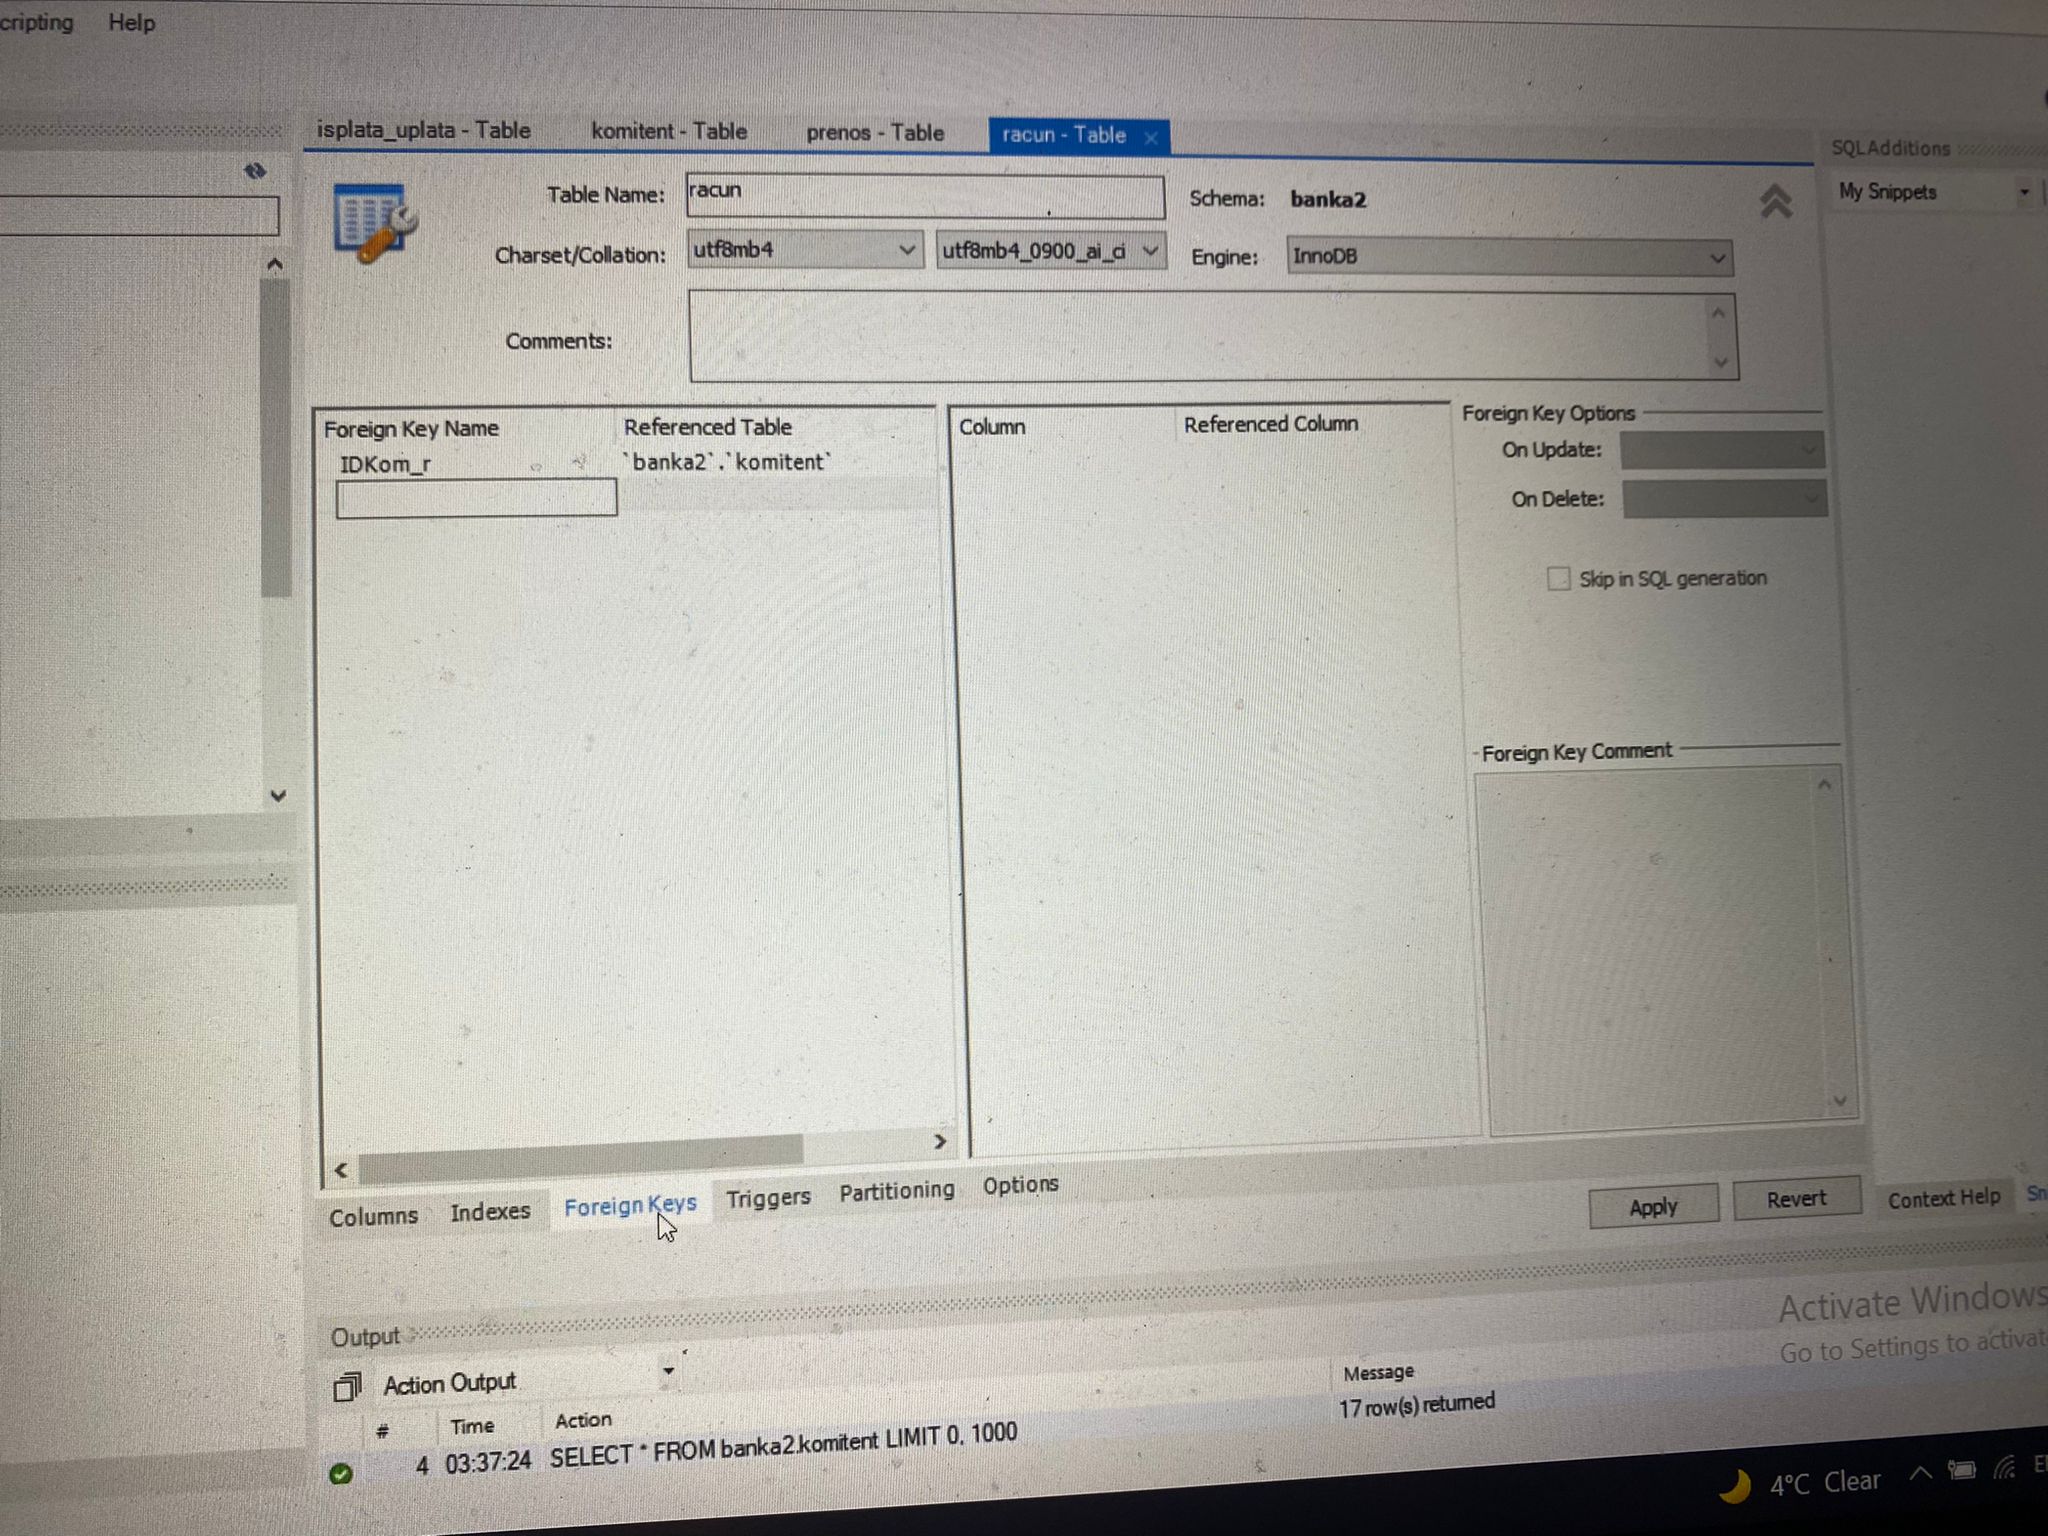 cripting Help
isplata_uplata - Table komitent - Table prenos - Table racun - Table
SQLAdditions
My Snippets
Table Name: racun Schema: banka2
Charset/Collation: utf8mb4 utf8mb4_0900_ai_ci Engine: InnoDB
Comments:
Foreign Key Name Referenced Table
IDKom_r `banka2`.`komitent`
Column Referenced Column
Foreign Key Options
On Update:
On Delete:
Skip in SQL generation
Foreign Key Comment
Columns Indexes Foreign Keys Triggers Partitioning Options
Apply Revert
Context Help Sn
Output
Activate Windows
Go to Settings to activat
Action Output
# Time Action Message
4 03:37:24 SELECT * FROM banka2.komitent LIMIT 0, 1000 17 row(s) returned
4°C Clear